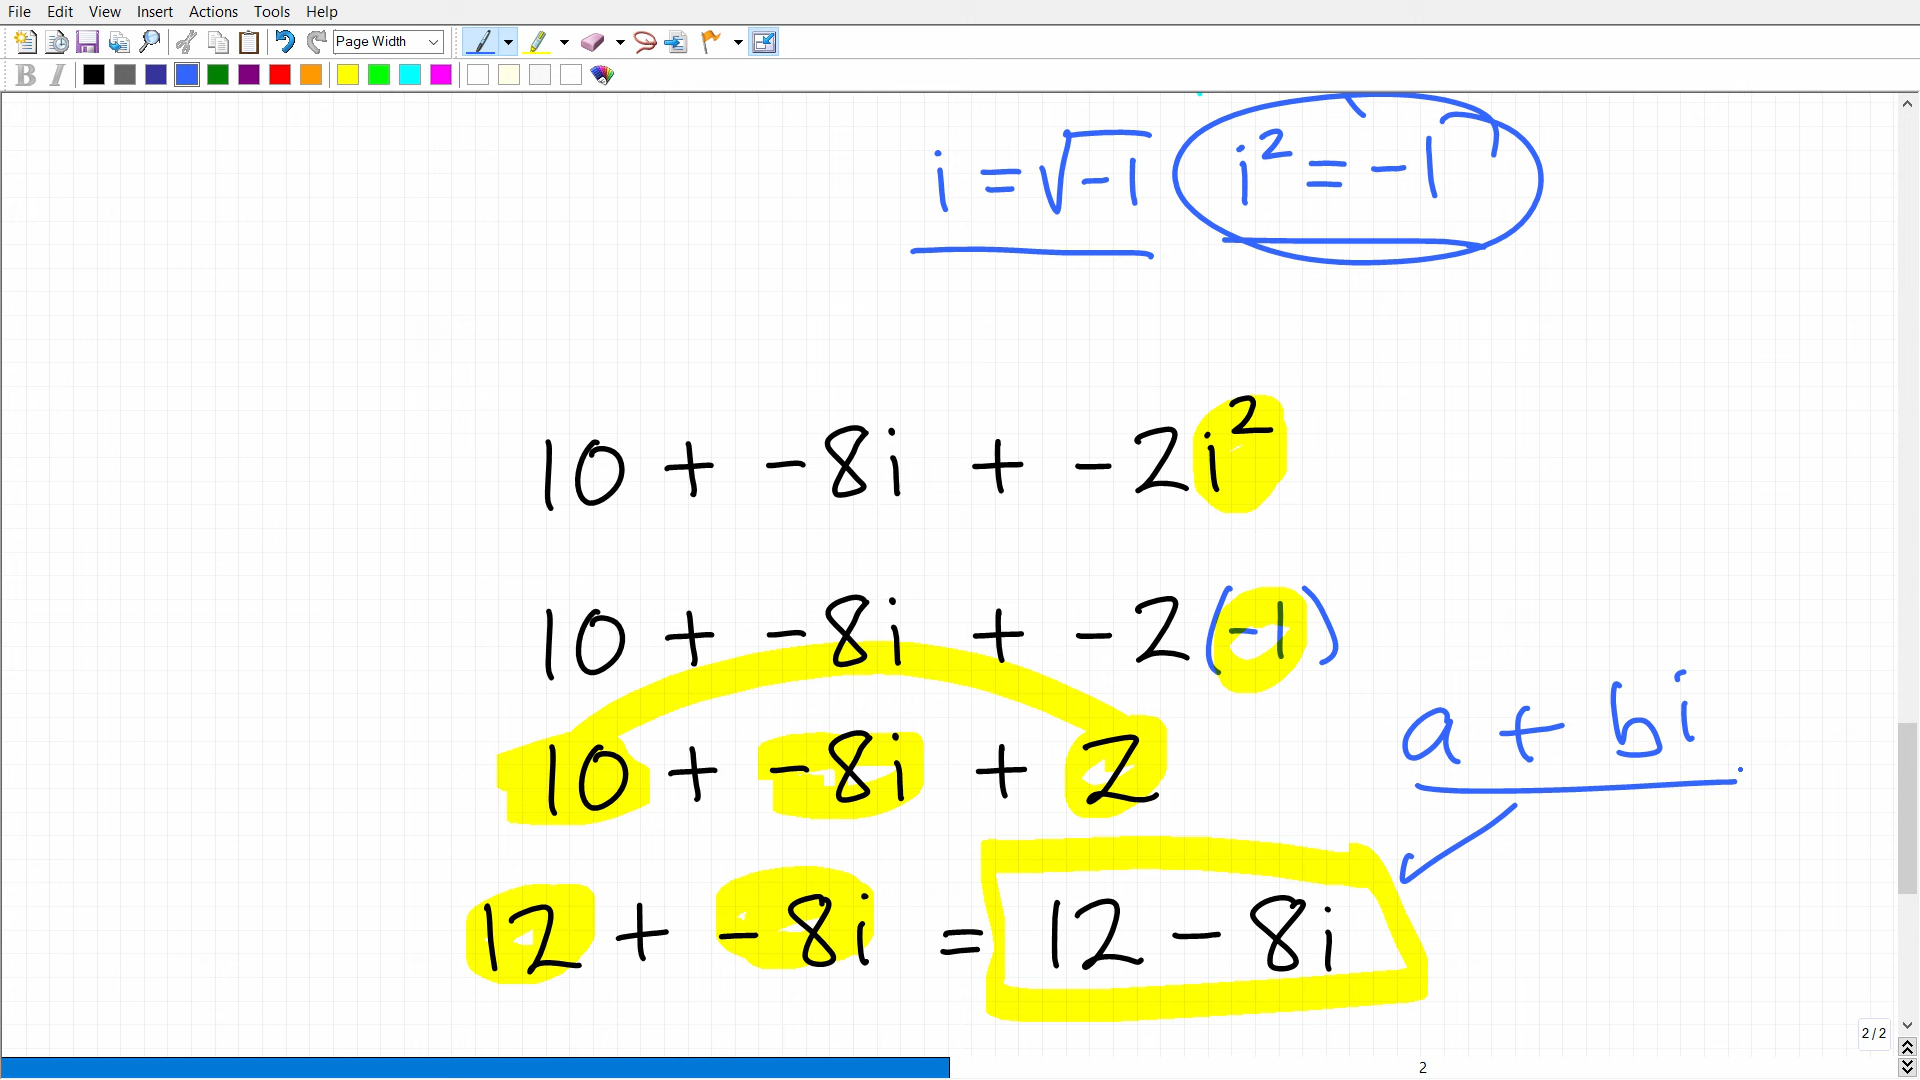 File Edit View Insert Actions Tools Help
Page Width
B I
i = √-1 i² = -1
10 + -8i + -2i²
10 + -8i + -2(-1)
10 + -8i + 2
a + bi
12 + -8i = 12 - 8i
2 / 2
2